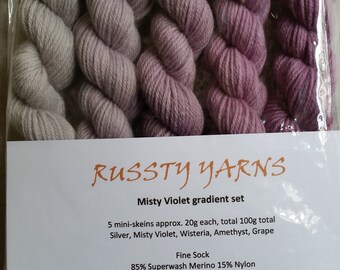 RUSSTY YARNS
Misty Violet gradient set
5 mini-skeins approx. 20g each, total 100g total
Silver, Misty Violet, Wisteria, Amethyst, Grape
Fine Sock
85% Superwash Merino 15% Nylon